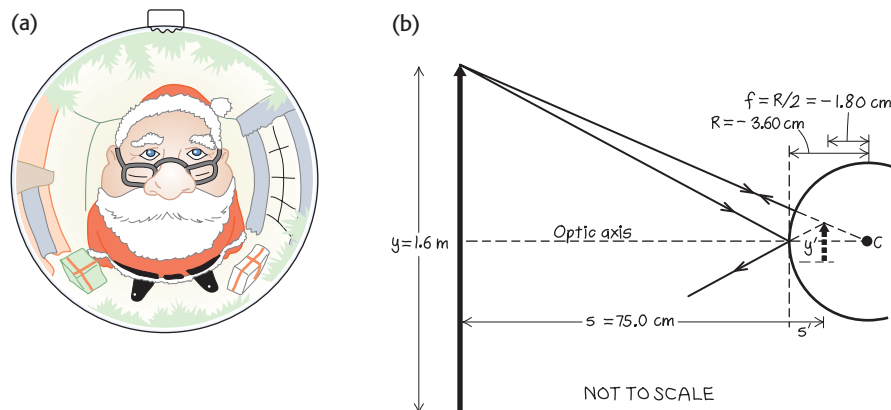 (a)
(b)
f = R/2 = -1.80 cm
R = -3.60 cm
y = 1.6 m
Optic axis
y'
C
s = 75.0 cm
s'
NOT TO SCALE